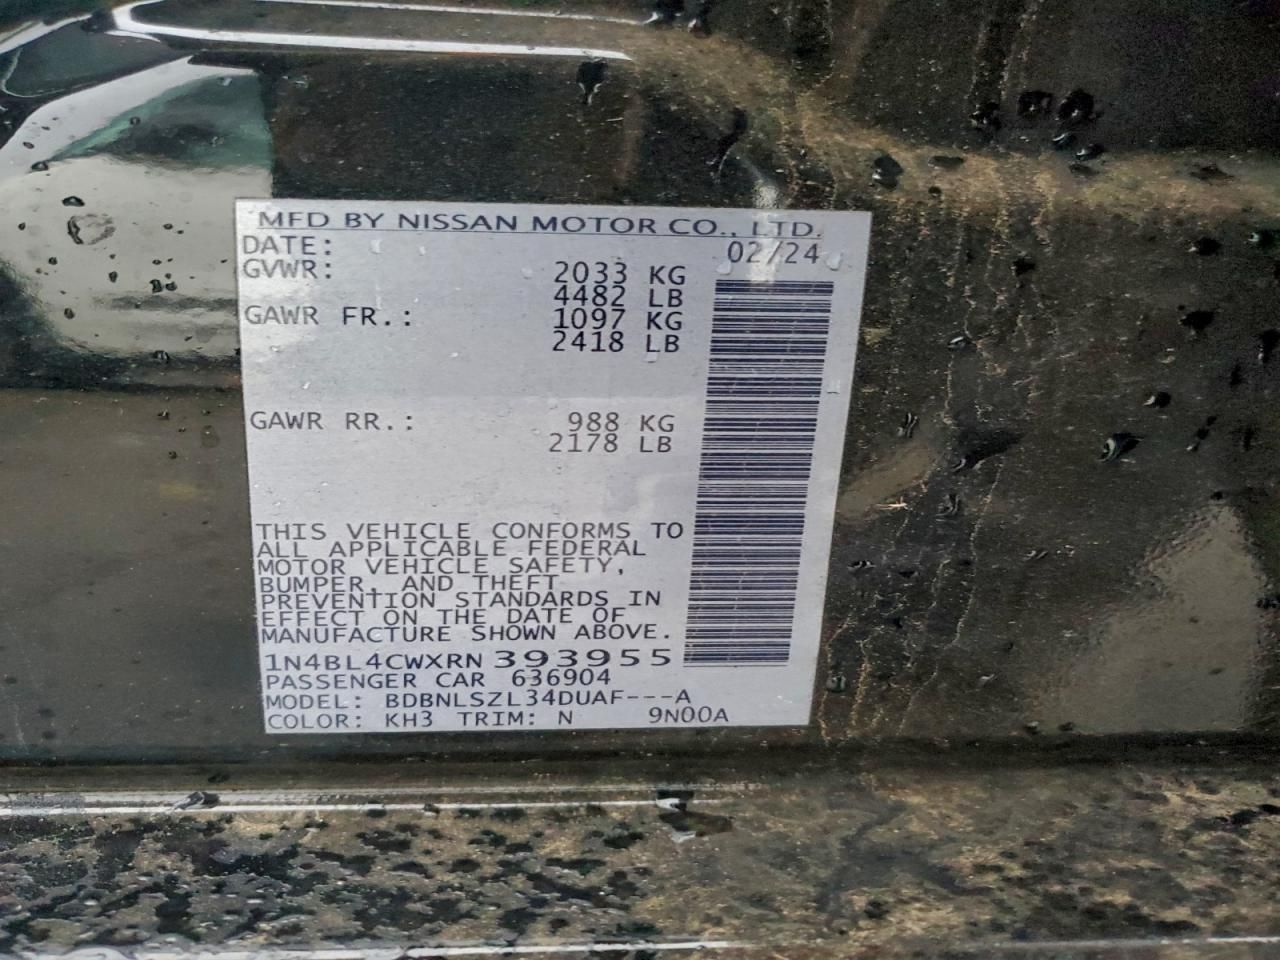 MFD BY NISSAN MOTOR CO., LTD.
DATE: 02/24
GVWR: 2033 KG
4482 LB
GAWR FR.: 1097 KG
2418 LB
GAWR RR.: 988 KG
2178 LB
THIS VEHICLE CONFORMS TO
ALL APPLICABLE FEDERAL
MOTOR VEHICLE SAFETY,
BUMPER, AND THEFT
PREVENTION STANDARDS IN
EFFECT ON THE DATE OF
MANUFACTURE SHOWN ABOVE.
1N4BL4CWXRN 393955
PASSENGER CAR 636904
MODEL: BDBNLSZL34DUAF---A
COLOR: KH3 TRIM: N 9N00A